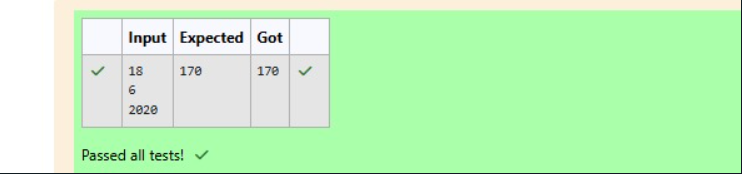 Input Expected Got
18 170 170
6
2020
Passed all tests!